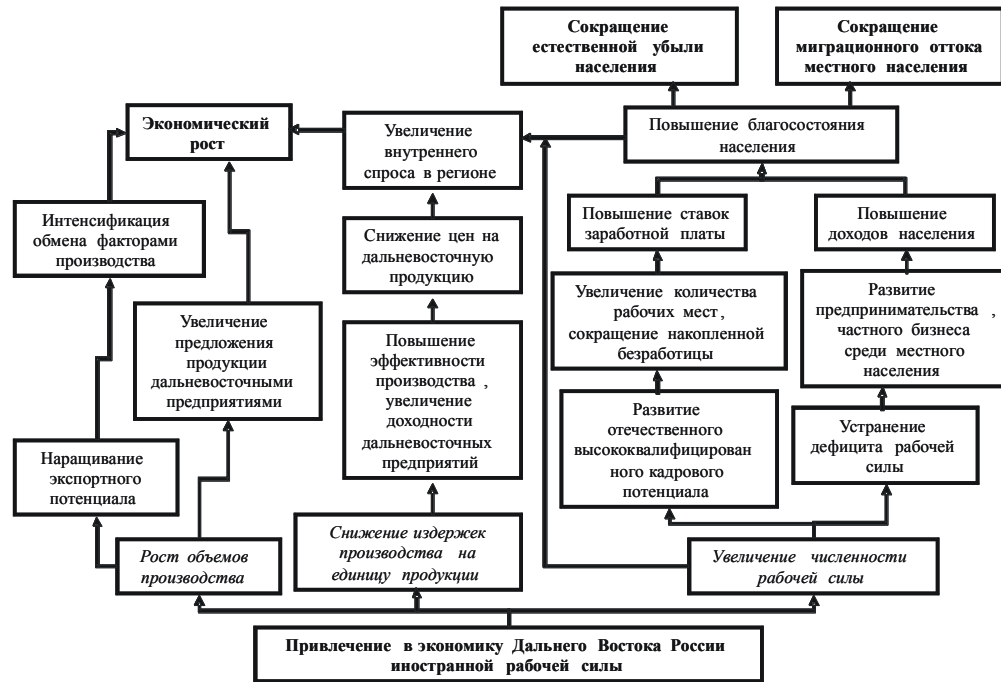 Сокращение
естественной убыли
населения
Сокращение
миграционного оттока
местного населения
Экономический
рост
Увеличение
внутреннего
спроса в регионе
Повышение благосостояния
населения
Интенсификация
обмена факторами
производства
Снижение цен на
дальневосточную
продукцию
Повышение ставок
заработной платы
Повышение
доходов населения
Увеличение
предложения
продукции
дальневосточными
предприятиями
Повышение
эффективности
производства ,
увеличение
доходности
дальневосточных
предприятий
Увеличение количества
рабочих мест,
сокращение накопленной
безработицы
Развитие
предпринимательства ,
частного бизнеса
среди местного
населения
Наращивание
экспортного
потенциала
Развитие
отечественного
высококвалифицирован
ного кадрового
потенциала
Устранение
дефицита рабочей
силы
Рост объемов
производства
Снижение издержек
производства на
единицу продукции
Увеличение численности
рабочей силы
Привлечение в экономику Дальнего Востока России
иностранной рабочей силы